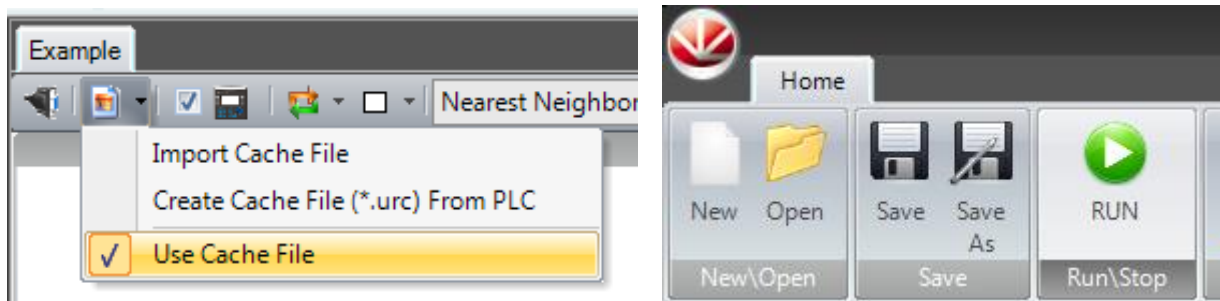 Example
Nearest Neighbor
Import Cache File
Create Cache File (*.urc) From PLC
Use Cache File
Home
New
Open
Save
Save As
RUN
New\Open
Save
Run\Stop